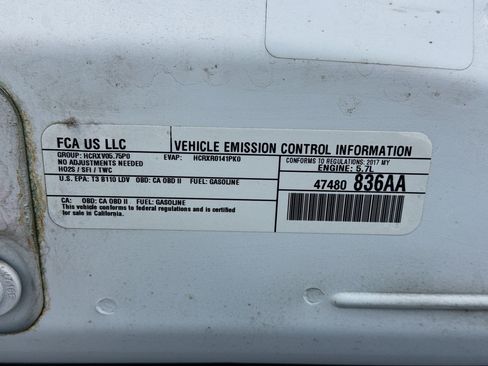 FCA US LLC
VEHICLE EMISSION CONTROL INFORMATION
GROUP: HCRXV05.75P0
EVAP: HCRXR0141PK0
NO ADJUSTMENTS NEEDED
HO2S / SFI / TWC
CONFORMS TO REGULATIONS: 2017 MY
ENGINE: 5.7L
U.S. EPA: T3 B110 LDV OBD: CA OBD II FUEL: GASOLINE
47480 836AA
CA: OBD: CA OBD II FUEL: GASOLINE
This vehicle conforms to federal regulations and is certified
for sale in California.